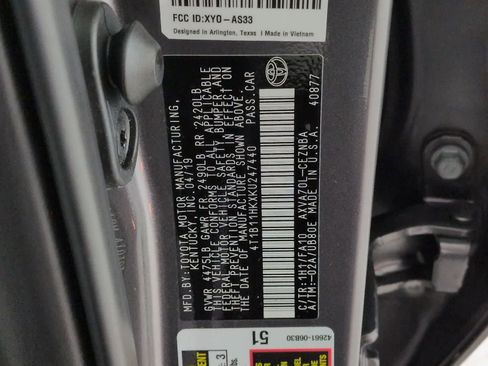 FCC ID:XYO-AS33
Designed in Arlington, Texas | Made in Vietnam
MFD. BY:TOYOTA MOTOR MANUFACTURING,
KENTUCKY, INC. 04/19
GVWR 4475LB GAWR FR 2490LB RR 2420LB
THIS VEHICLE CONFORMS TO ALL APPLICABLE
FEDERAL MOTOR VEHICLE SAFETY, BUMPER, AND
THEFT PREVENTION STANDARDS IN EFFECT ON
THE DATE OF MANUFACTURE SHOWN ABOVE.
4T1B11HKXKU247440 PASS.CAR
C/TR:1H1/FA10 AXVA70L-CEZNBA
A/TM:-02A/UB80E MADE IN U.S.A. 40877
42661-06B30
51